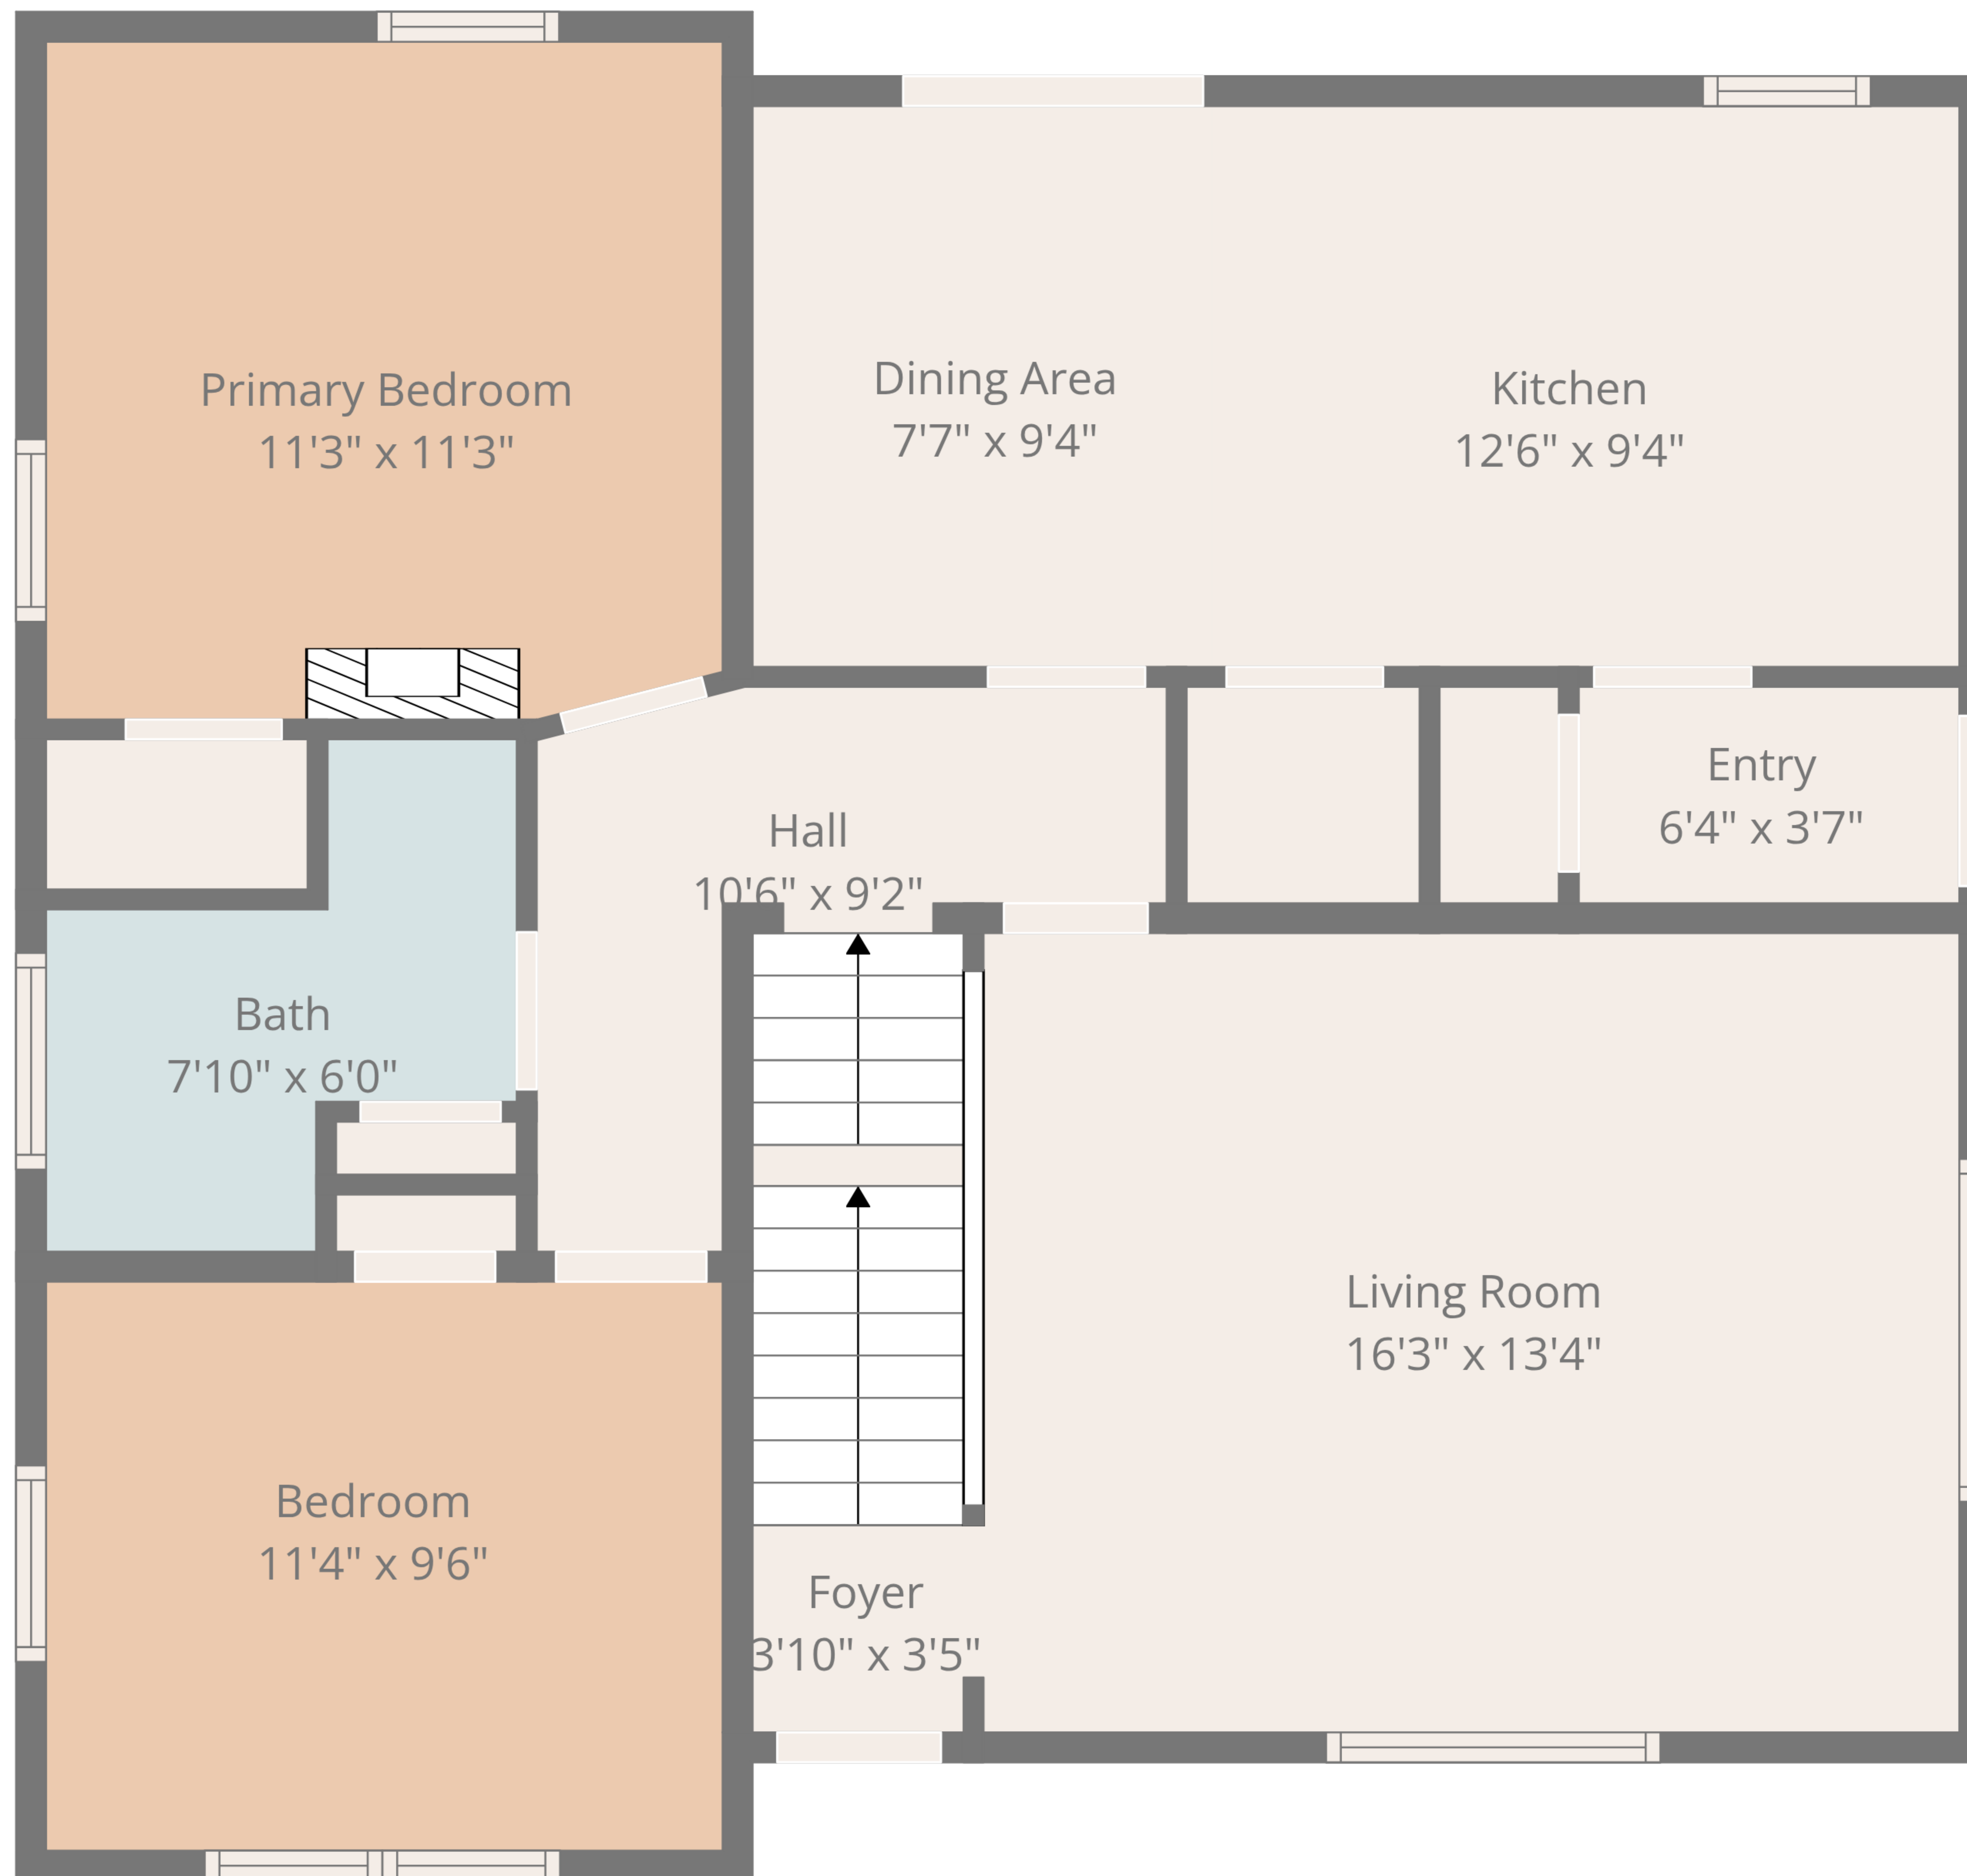 Primary Bedroom
11'3" x 11'3"
Dining Area
7'7" x 9'4"
Kitchen
12'6" x 9'4"
Entry
6'4" x 3'7"
Hall
10'6" x 9'2"
Bath
7'10" x 6'0"
Living Room
16'3" x 13'4"
Bedroom
11'4" x 9'6"
Foyer
3'10" x 3'5"